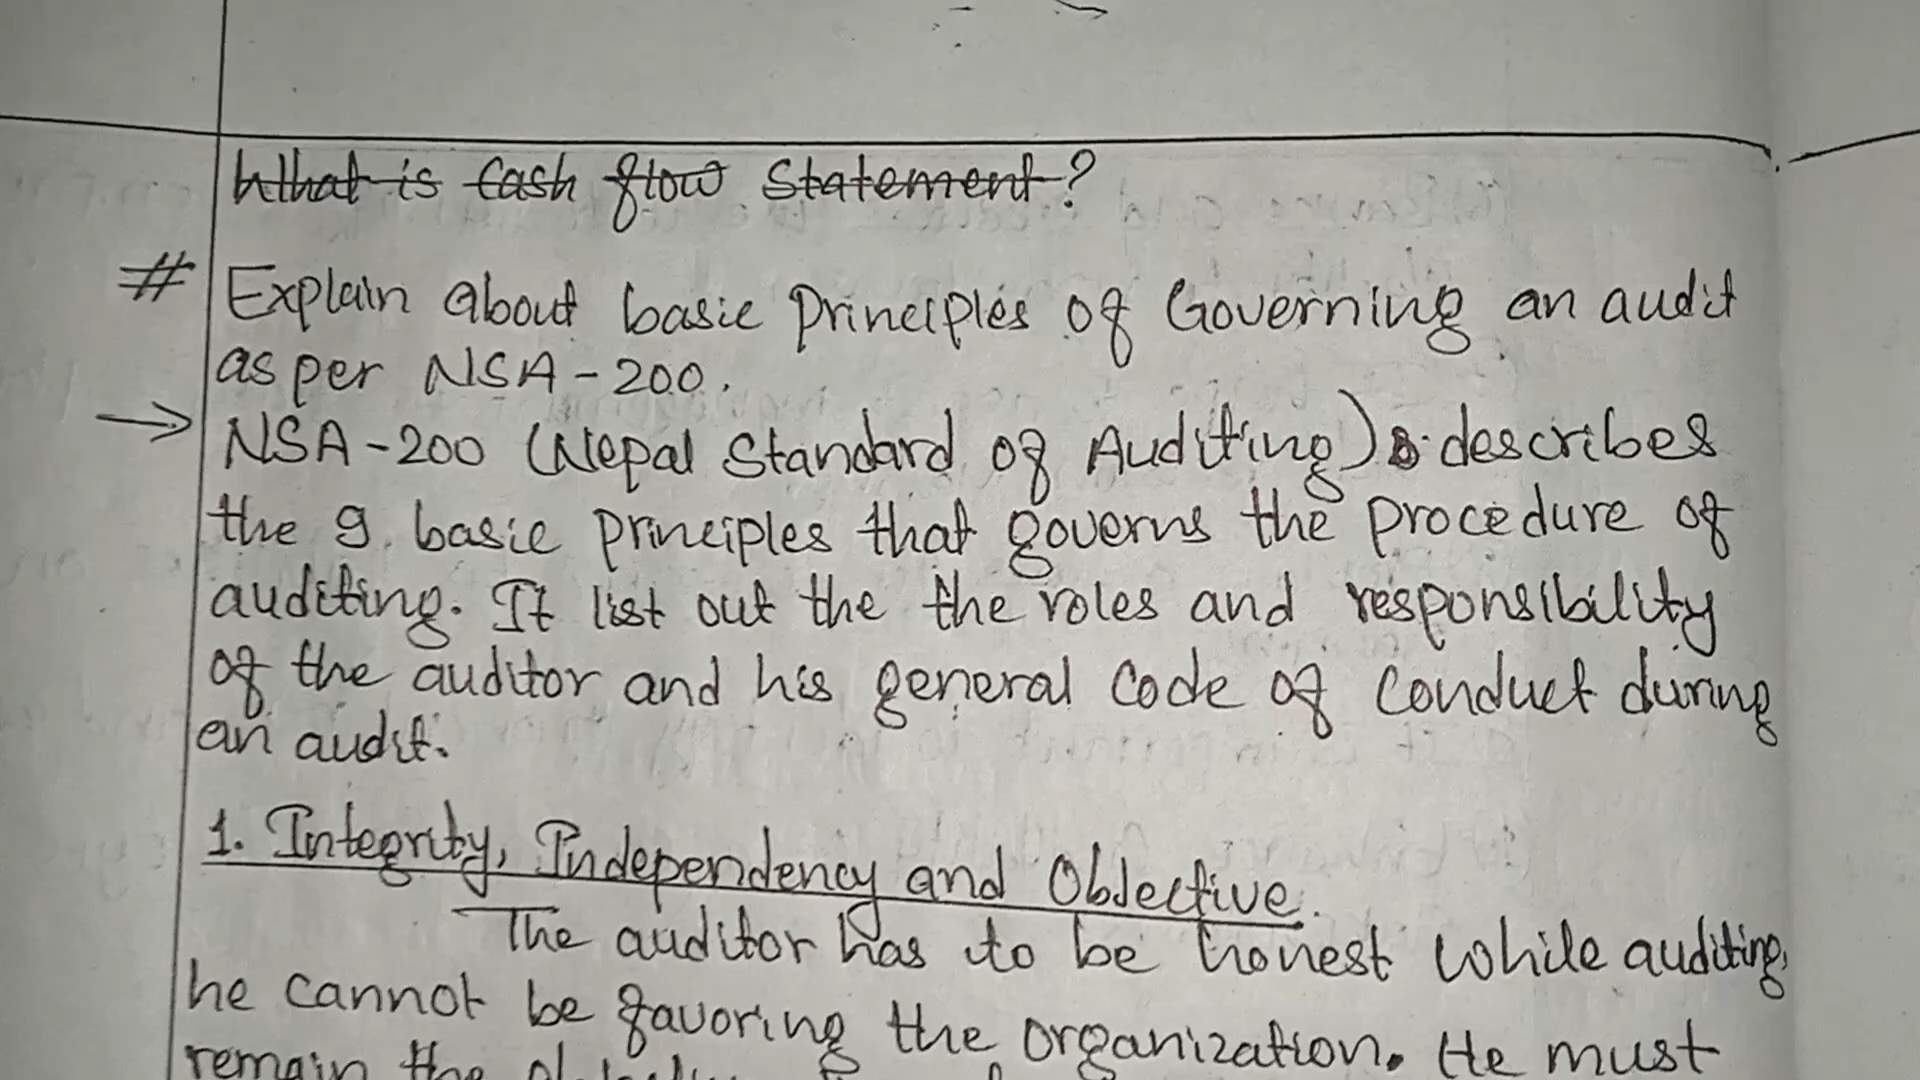 What is Cash flow Statement?
# Explain about basic Principles of Governing an audit
as per NSA-200.
→ NSA-200 (Nepal Standard of Auditing) describes
the 9 basic principles that governs the procedure of
auditing. It list out the the roles and responsibility
of the auditor and his general Code of Conduct during
an audit.
1. Integrity, Independency and Objective.
The auditor has to be honest while auditing,
he cannot be favoring the organization. He must
remain the